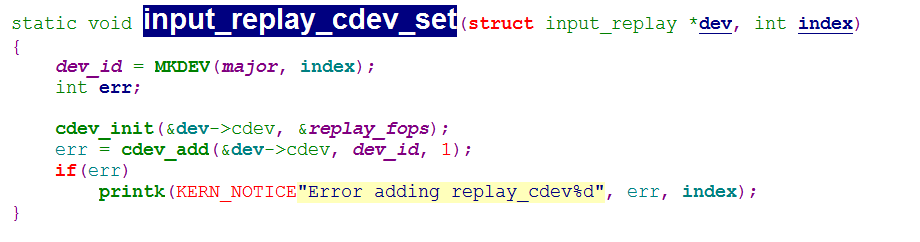 static void input_replay_cdev_set(struct input_replay *dev, int index)
{
    dev_id = MKDEV(major, index);
    int err;

    cdev_init(&dev->cdev, &replay_fops);
    err = cdev_add(&dev->cdev, dev_id, 1);
    if(err)
        printk(KERN_NOTICE"Error adding replay_cdev%d", err, index);
}